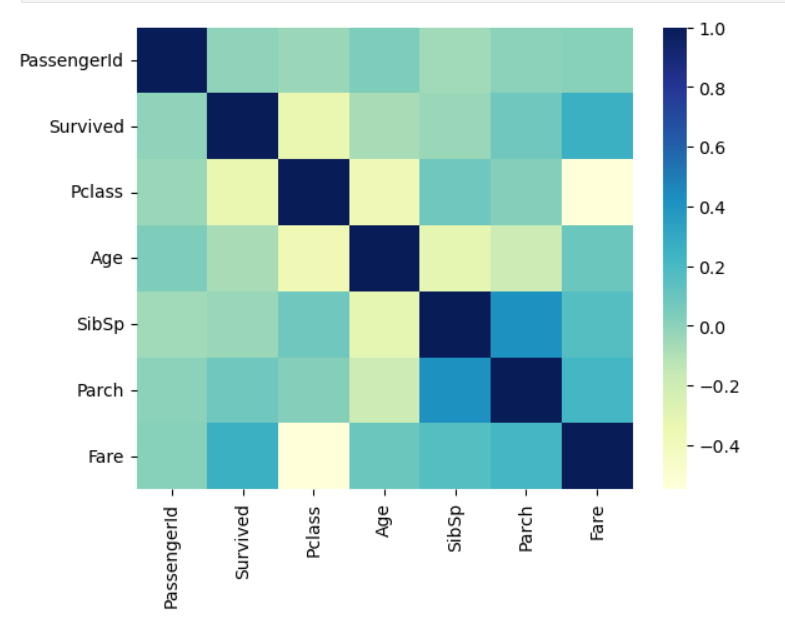 PassengerId
Survived
Pclass
Age
SibSp
Parch
Fare
PassengerId
Survived
Pclass
Age
SibSp
Parch
Fare
1.0
0.8
0.6
0.4
0.2
0.0
−0.2
−0.4